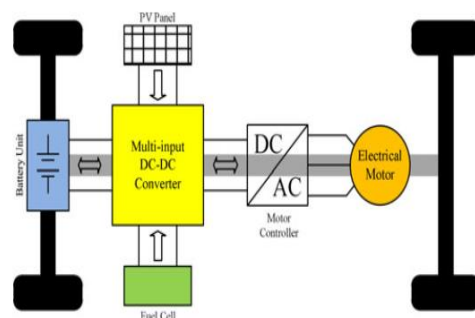 PV Panel
Battery Unit
Multi-input
DC-DC
Converter
DC
AC
Electrical
Motor
Motor
Controller
Fuel Cell